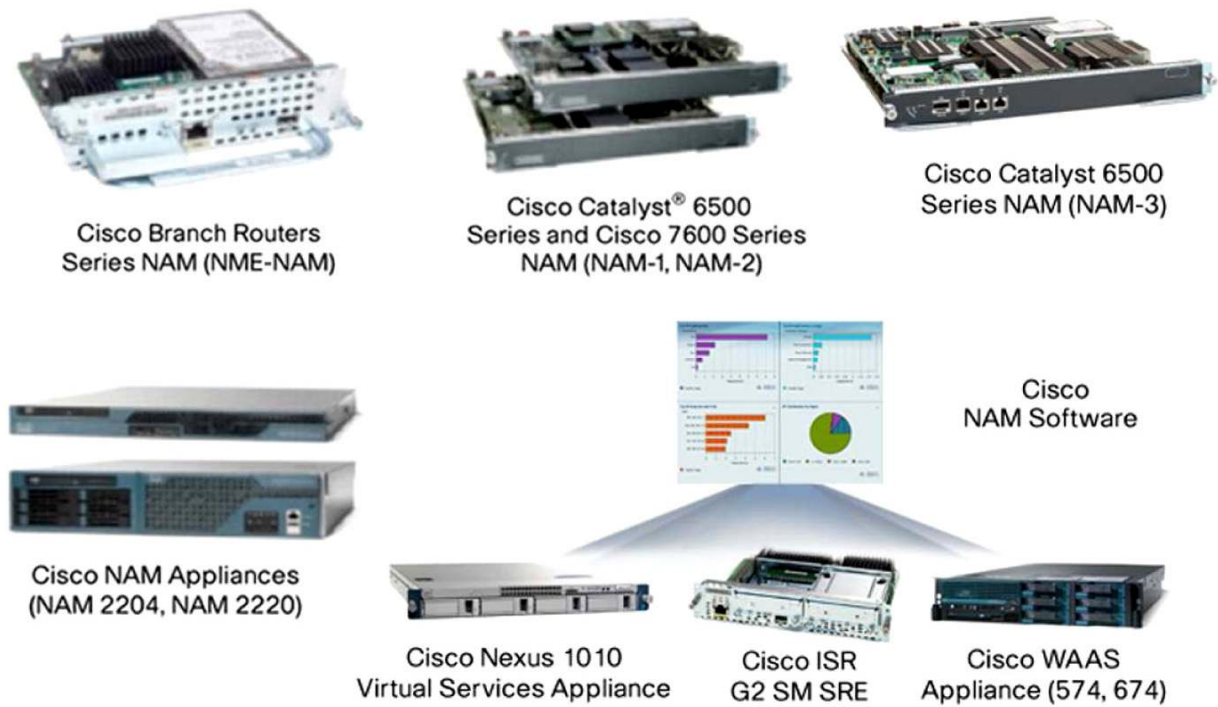 Cisco Branch Routers
Series NAM (NME-NAM)
Cisco Catalyst® 6500
Series and Cisco 7600 Series
NAM (NAM-1, NAM-2)
Cisco Catalyst 6500
Series NAM (NAM-3)
Cisco NAM Appliances
(NAM 2204, NAM 2220)
Cisco
NAM Software
Cisco Nexus 1010
Virtual Services Appliance
Cisco ISR
G2 SM SRE
Cisco WAAS
Appliance (574, 674)